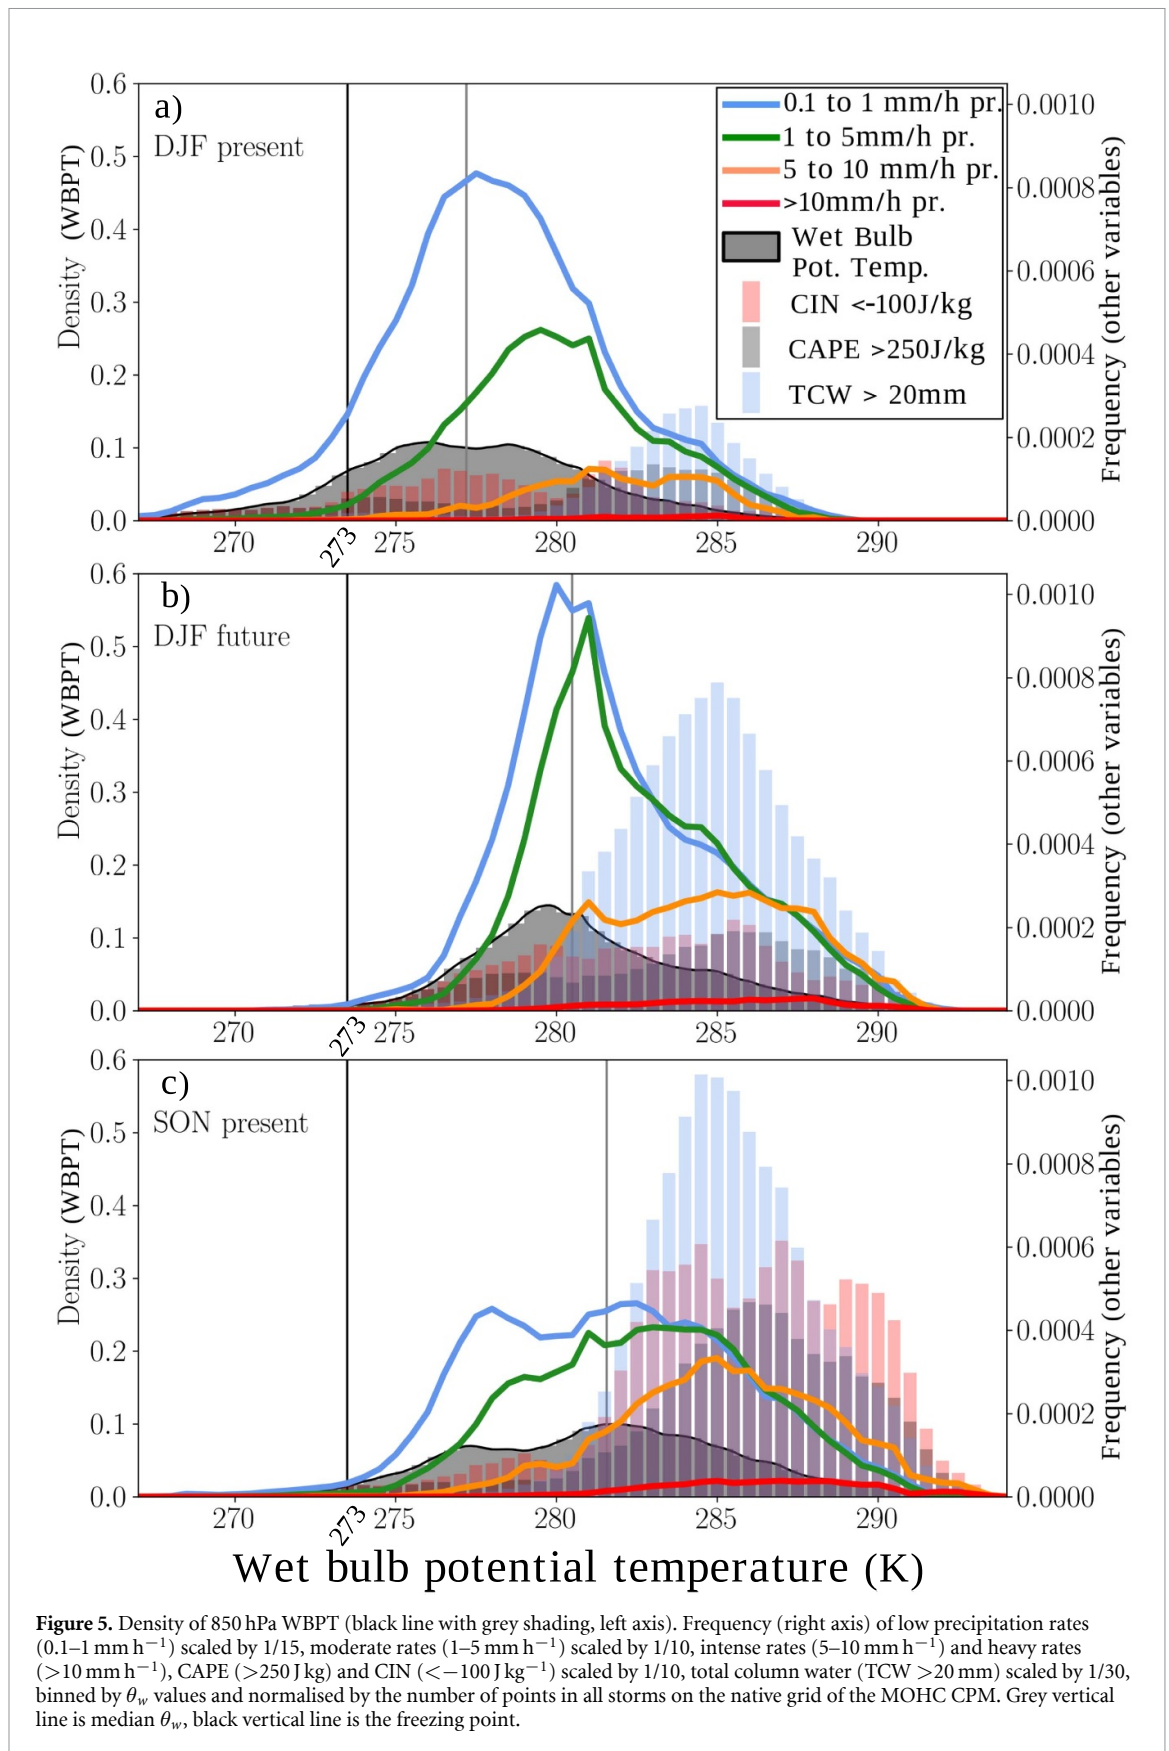 0.6
0.5
0.4
0.3
0.2
0.1
0.0
Density (WBPT)
a)
DJF present
0.1 to 1 mm/h pr.
1 to 5mm/h pr.
5 to 10 mm/h pr.
>10mm/h pr.
Wet Bulb
Pot. Temp.
CIN <-100J/kg
CAPE >250J/kg
TCW > 20mm
0.0010
0.0008
0.0006
0.0004
0.0002
0.0000
Frequency (other variables)
270 273 275 280 285 290
0.6
0.5
0.4
0.3
0.2
0.1
0.0
Density (WBPT)
b)
DJF future
0.0010
0.0008
0.0006
0.0004
0.0002
0.0000
Frequency (other variables)
270 273 275 280 285 290
0.6
0.5
0.4
0.3
0.2
0.1
0.0
Density (WBPT)
c)
SON present
0.0010
0.0008
0.0006
0.0004
0.0002
0.0000
Frequency (other variables)
270 273 275 280 285 290
Wet bulb potential temperature (K)
Figure 5. Density of 850 hPa WBPT (black line with grey shading, left axis). Frequency (right axis) of low precipitation rates
(0.1–1 mm h⁻¹) scaled by 1/15, moderate rates (1–5 mm h⁻¹) scaled by 1/10, intense rates (5–10 mm h⁻¹) and heavy rates
(>10 mm h⁻¹), CAPE (>250 J kg) and CIN (<−100 J kg⁻¹) scaled by 1/10, total column water (TCW >20 mm) scaled by 1/30,
binned by θw values and normalised by the number of points in all storms on the native grid of the MOHC CPM. Grey vertical
line is median θw, black vertical line is the freezing point.